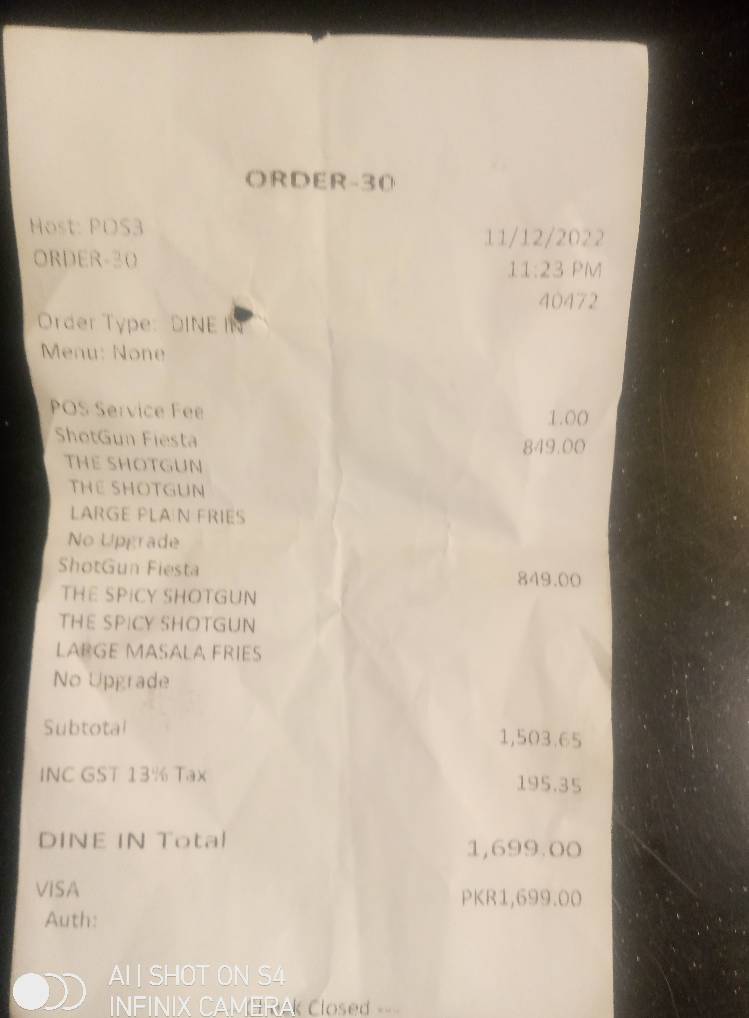 ORDER-30
Host: POS3 11/12/2022
ORDER-30 11:23 PM
40472
Order Type: DINE IN
Menu: None
POS Service Fee 1.00
ShotGun Fiesta 849.00
THE SHOTGUN
THE SHOTGUN
LARGE PLAIN FRIES
No Upgrade
ShotGun Fiesta 849.00
THE SPICY SHOTGUN
THE SPICY SHOTGUN
LARGE MASALA FRIES
No Upgrade
Subtotal 1,503.65
INC GST 13% Tax 195.35
DINE IN Total 1,699.00
VISA PKR1,699.00
Auth:
Closed ---
AI | SHOT ON S4
INFINIX CAMERA